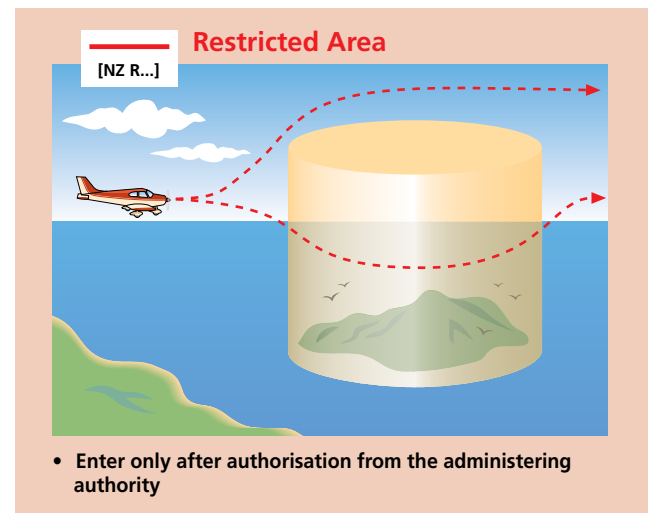 Restricted Area
[NZ R...]
• Enter only after authorisation from the administering
authority